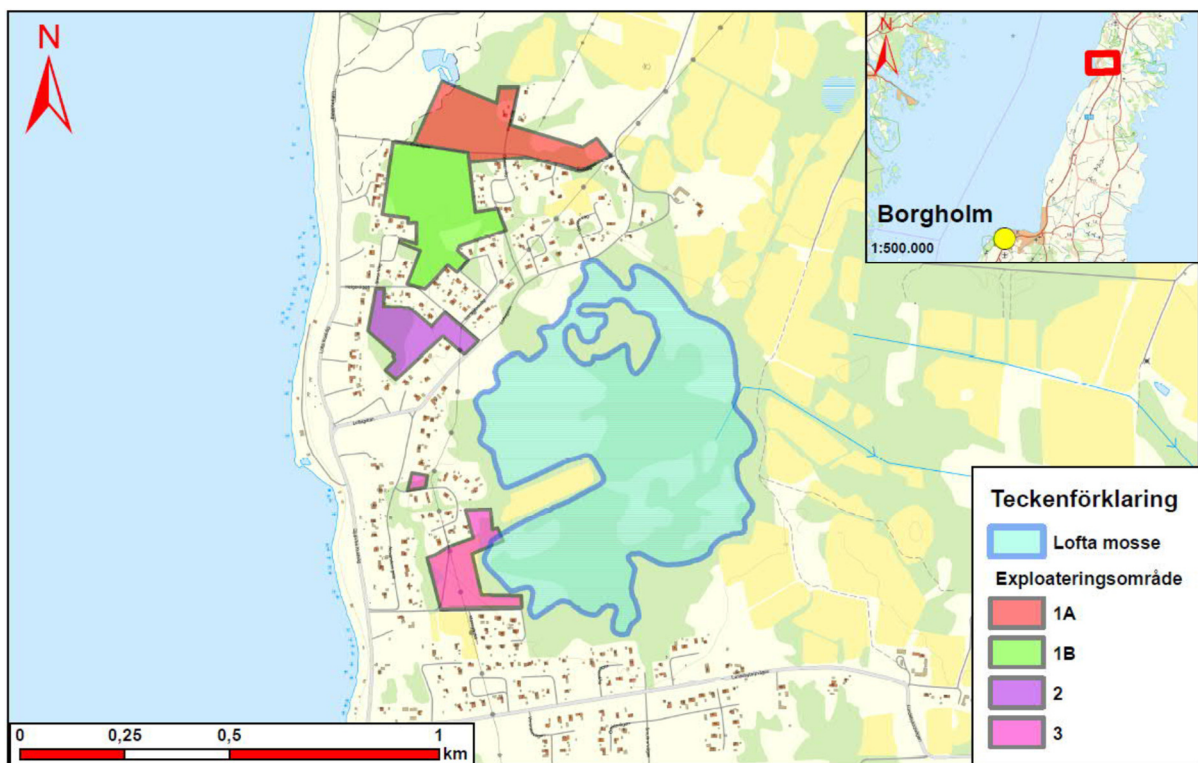 N
N
Borgholm
1:500.000
Teckenförklaring
Lofta mosse
Exploateringsområde
1A
1B
2
3
0
0,25
0,5
1
km